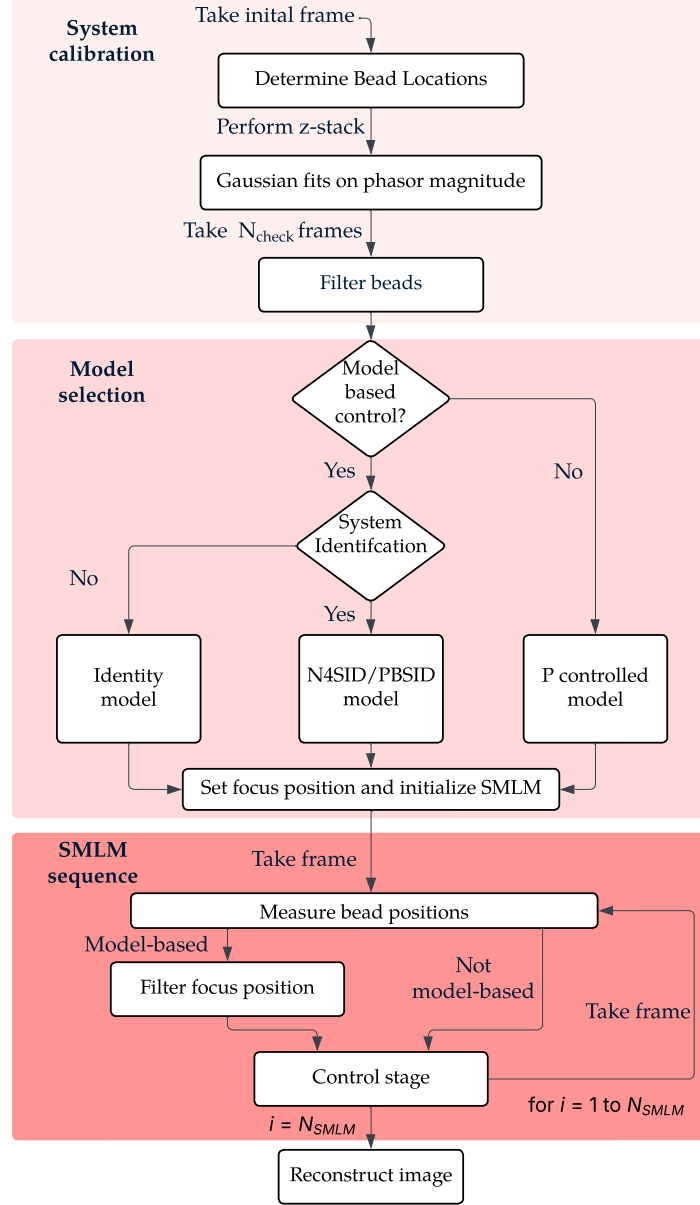 System
calibration
Take inital frame
Determine Bead Locations
Perform z-stack
Gaussian fits on phasor magnitude
Take N_check frames
Filter beads
Model
selection
Model
based
control?
Yes
No
System
Identifcation
No
Yes
Identity
model
N4SID/PBSID
model
P controlled
model
Set focus position and initialize SMLM
SMLM
sequence
Take frame
Measure bead positions
Model-based
Not
model-based
Filter focus position
Take frame
Control stage
for i = 1 to N_SMLM
i = N_SMLM
Reconstruct image